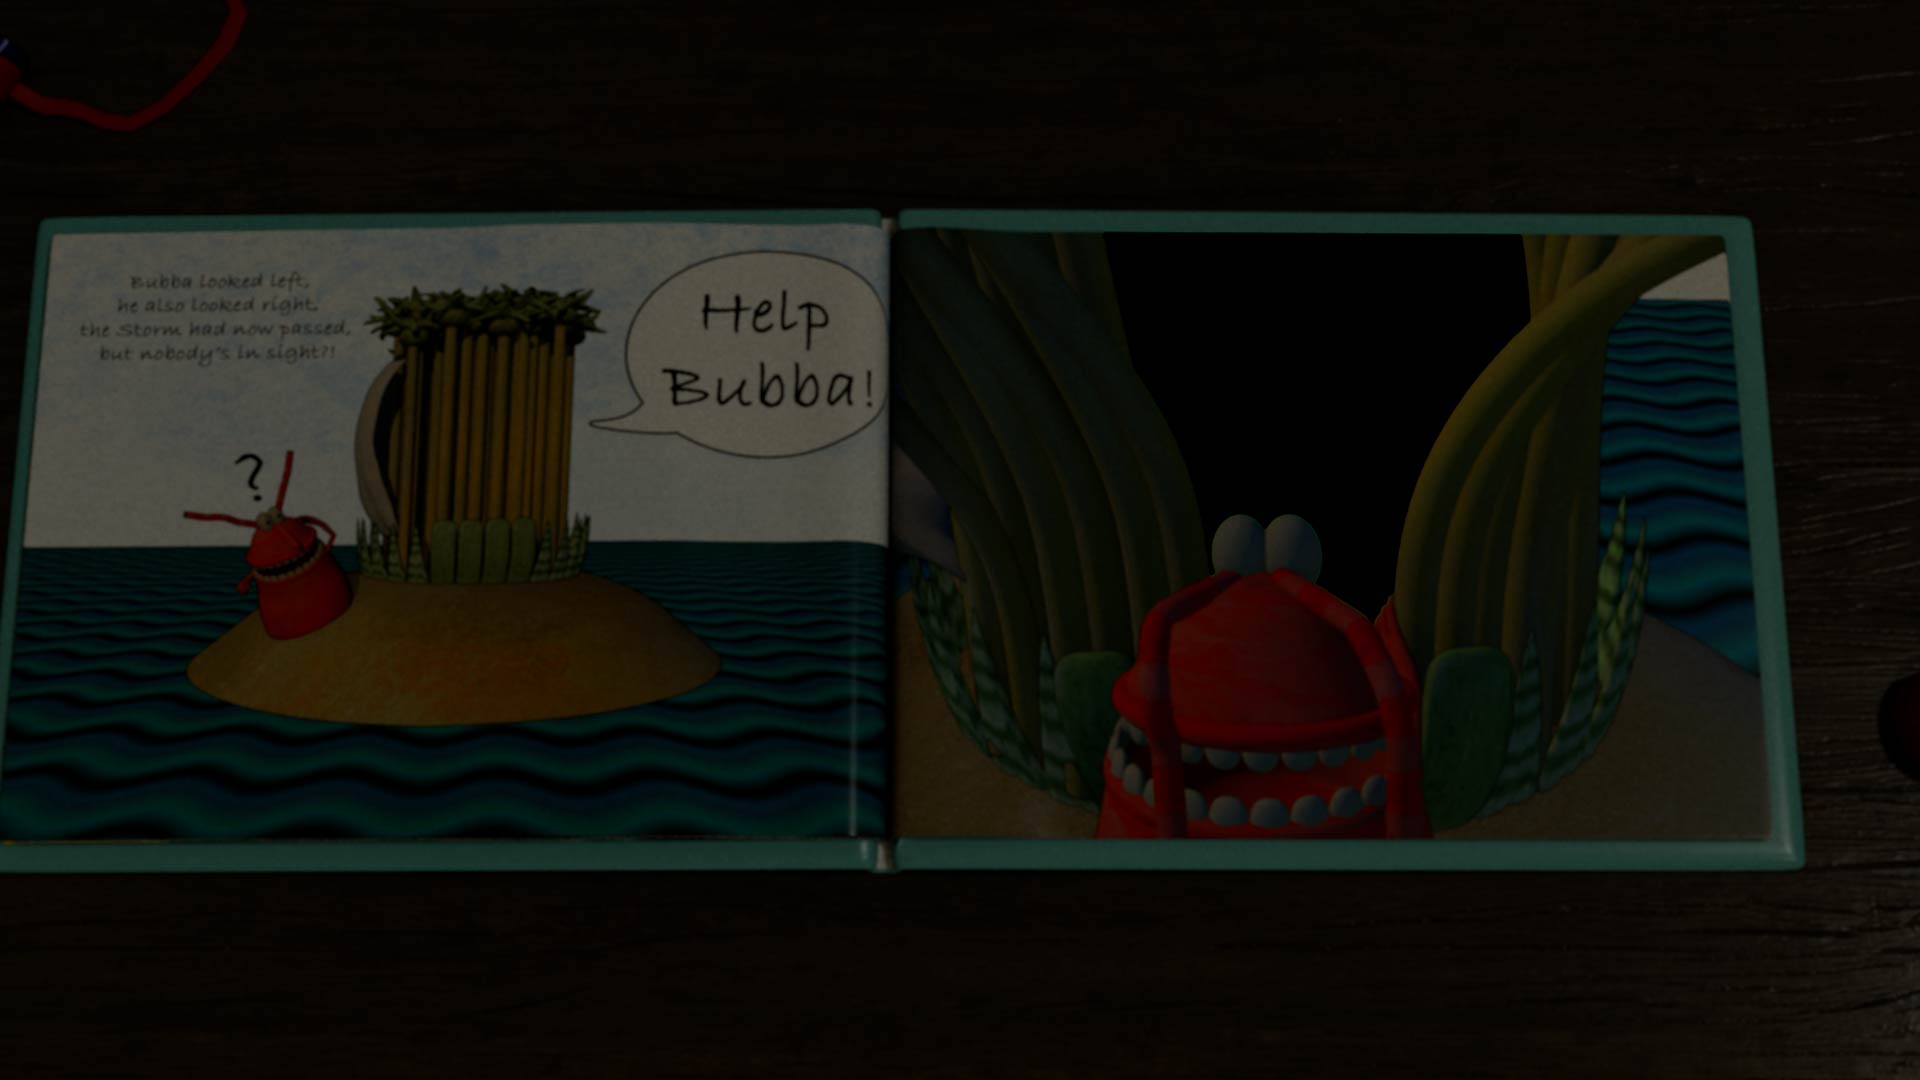 Bubba looked left,
he also looked right,
the Storm had now passed,
but nobody's in sight?!
?
Help
Bubba!